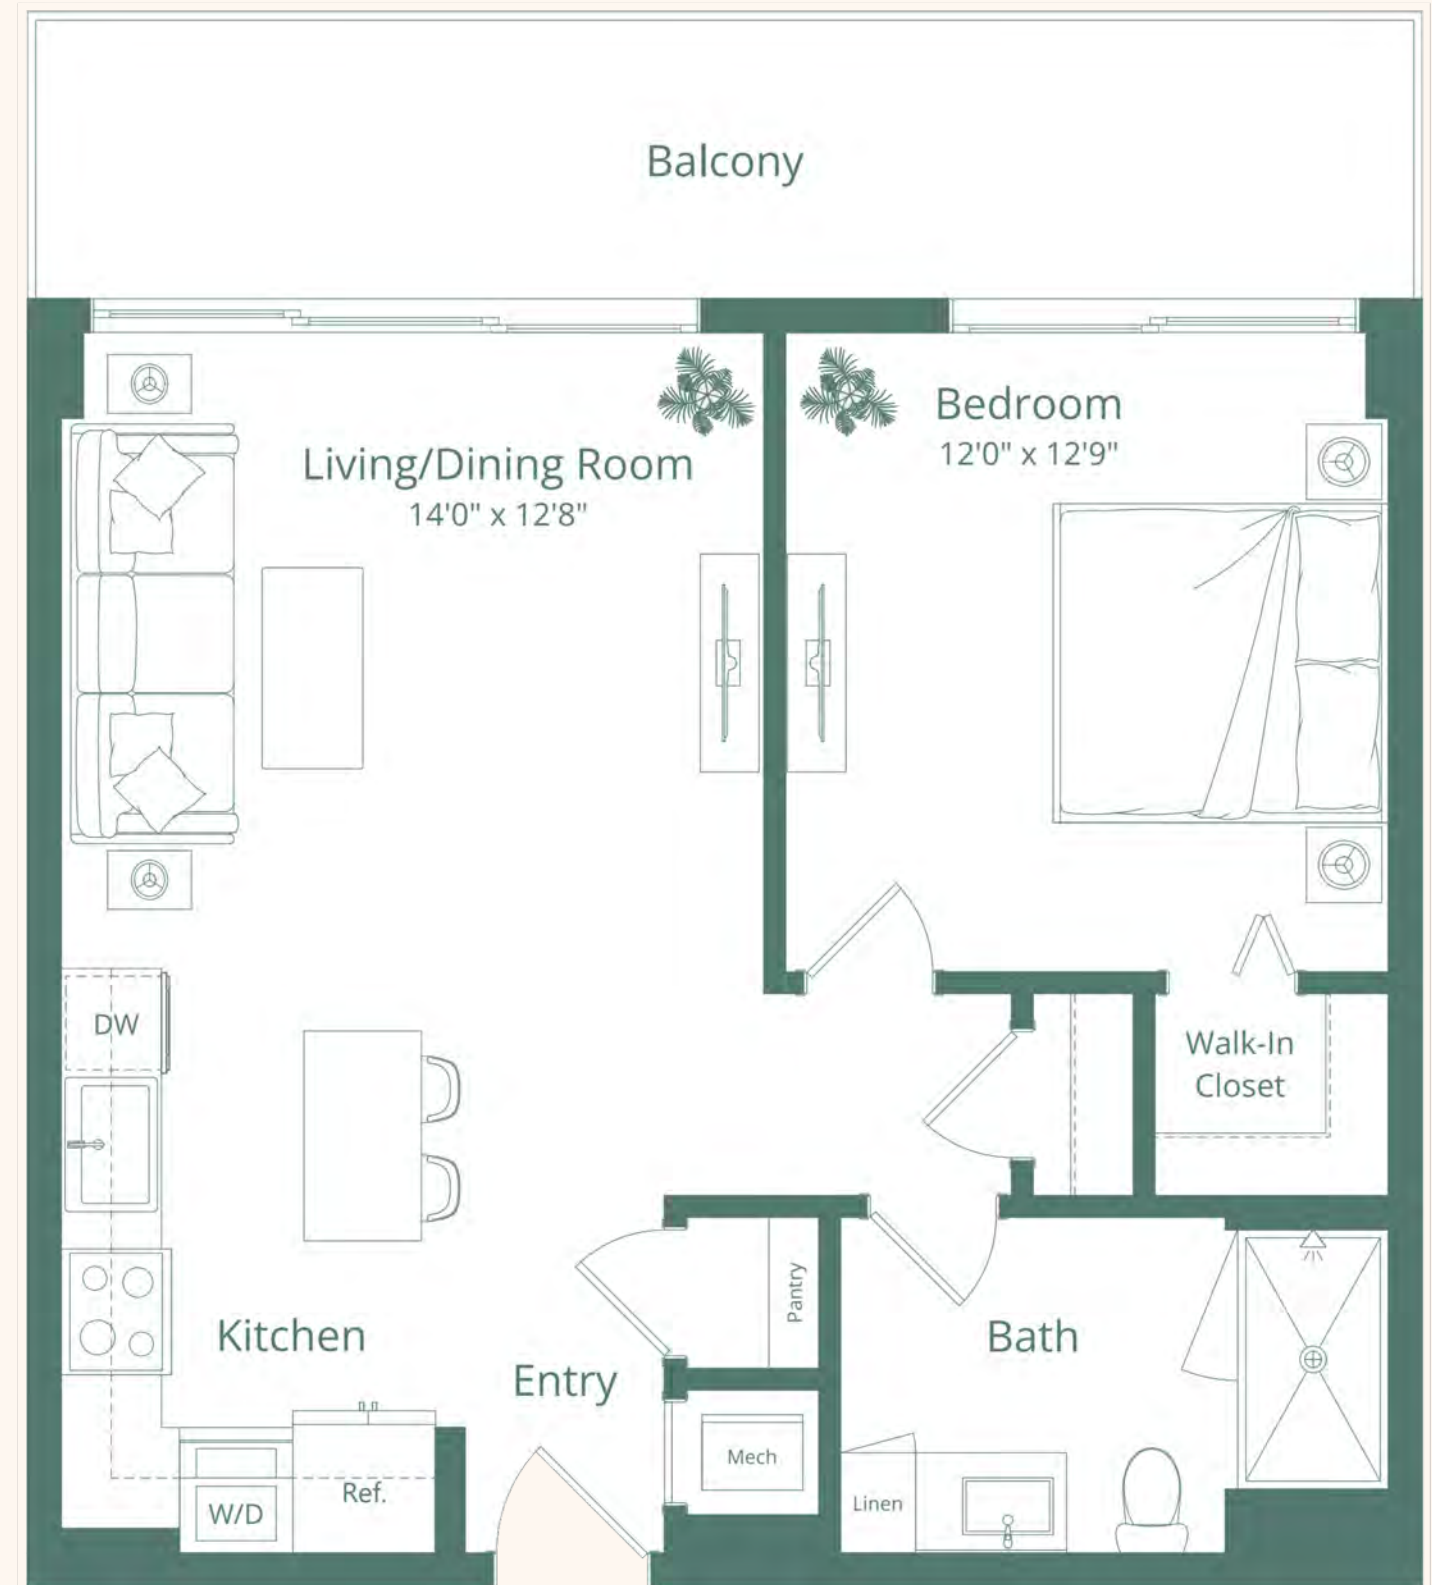 Balcony
Living/Dining Room
14'0" x 12'8"
Bedroom
12'0" x 12'9"
DW
Walk-In
Closet
Kitchen
Entry
Pantry
Bath
Mech
Ref.
W/D
Linen